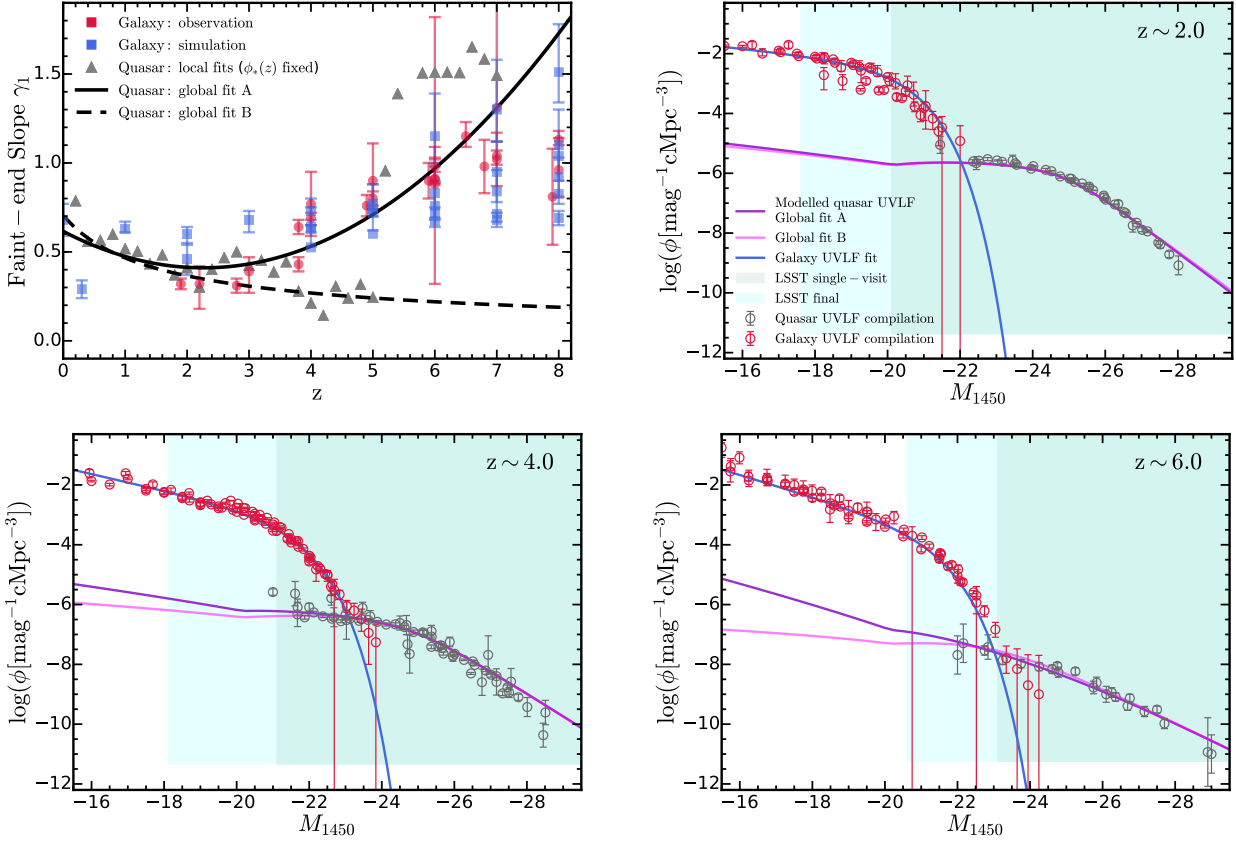 Faint − end Slope γ₁
1.5
1.0
0.5
0.0
Galaxy: observation
Galaxy: simulation
Quasar: local fits (ϕ*(z) fixed)
Quasar: global fit A
Quasar: global fit B
0 1 2 3 4 5 6 7 8
z
log(ϕ[mag⁻¹cMpc⁻³])
−2
−4
−6
−8
−10
−12
z ∼ 2.0
Modelled quasar UVLF
Global fit A
Global fit B
Galaxy UVLF fit
LSST single − visit
LSST final
Quasar UVLF compilation
Galaxy UVLF compilation
−16 −18 −20 −22 −24 −26 −28
M₁₄₅₀
log(ϕ[mag⁻¹cMpc⁻³])
−2
−4
−6
−8
−10
−12
z ∼ 4.0
−16 −18 −20 −22 −24 −26 −28
M₁₄₅₀
log(ϕ[mag⁻¹cMpc⁻³])
−2
−4
−6
−8
−10
−12
z ∼ 6.0
−16 −18 −20 −22 −24 −26 −28
M₁₄₅₀